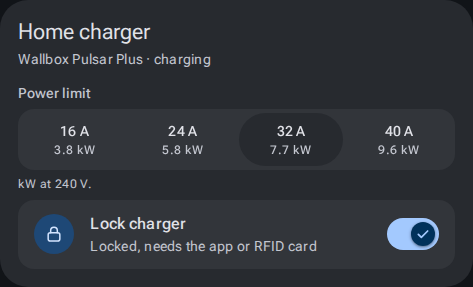 Home charger
Wallbox Pulsar Plus · charging
Power limit
16 A 24 A 32 A 40 A
3.8 kW 5.8 kW 7.7 kW 9.6 kW
kW at 240 V.
Lock charger
Locked, needs the app or RFID card